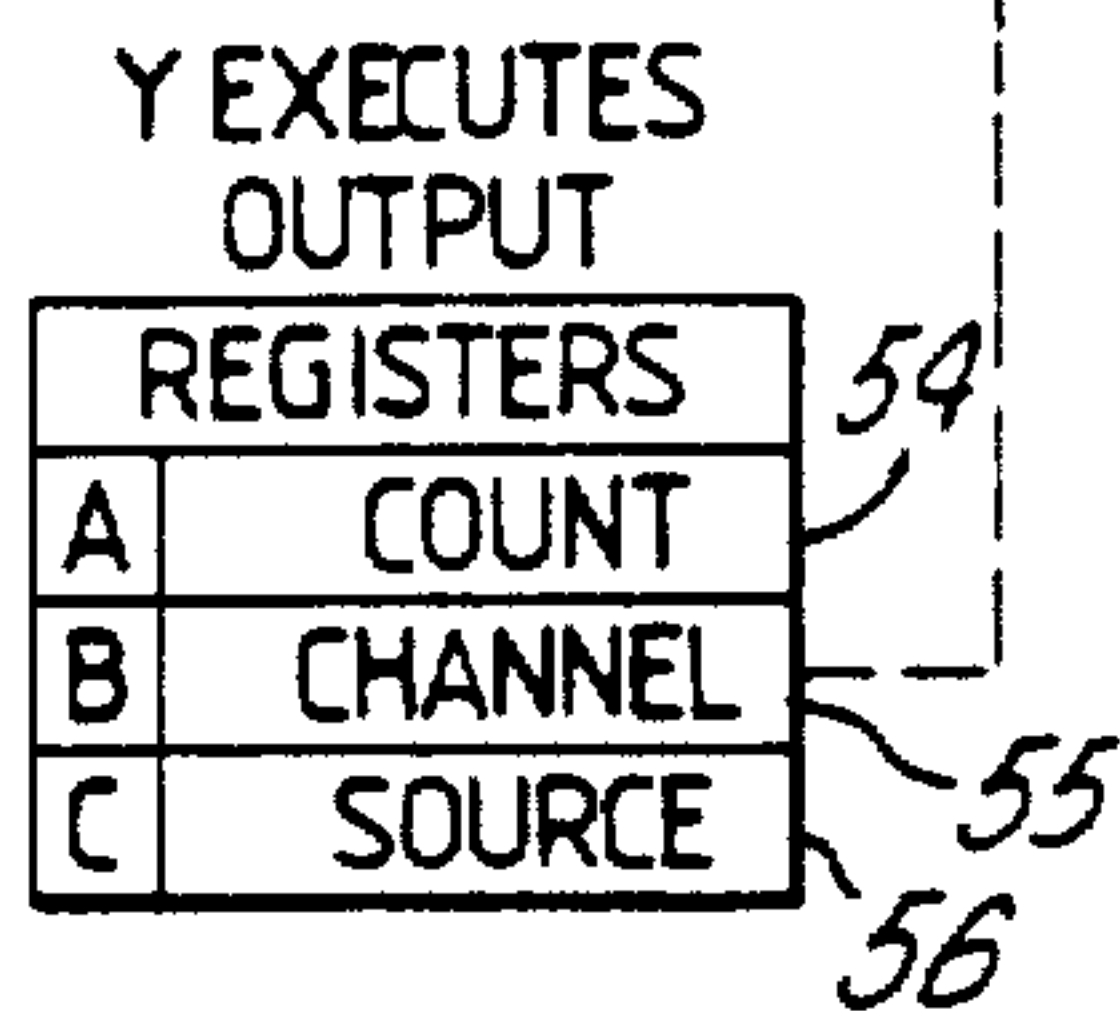 Y EXECUTES
OUTPUT
REGISTERS
A COUNT 54
B CHANNEL 55
C SOURCE 56